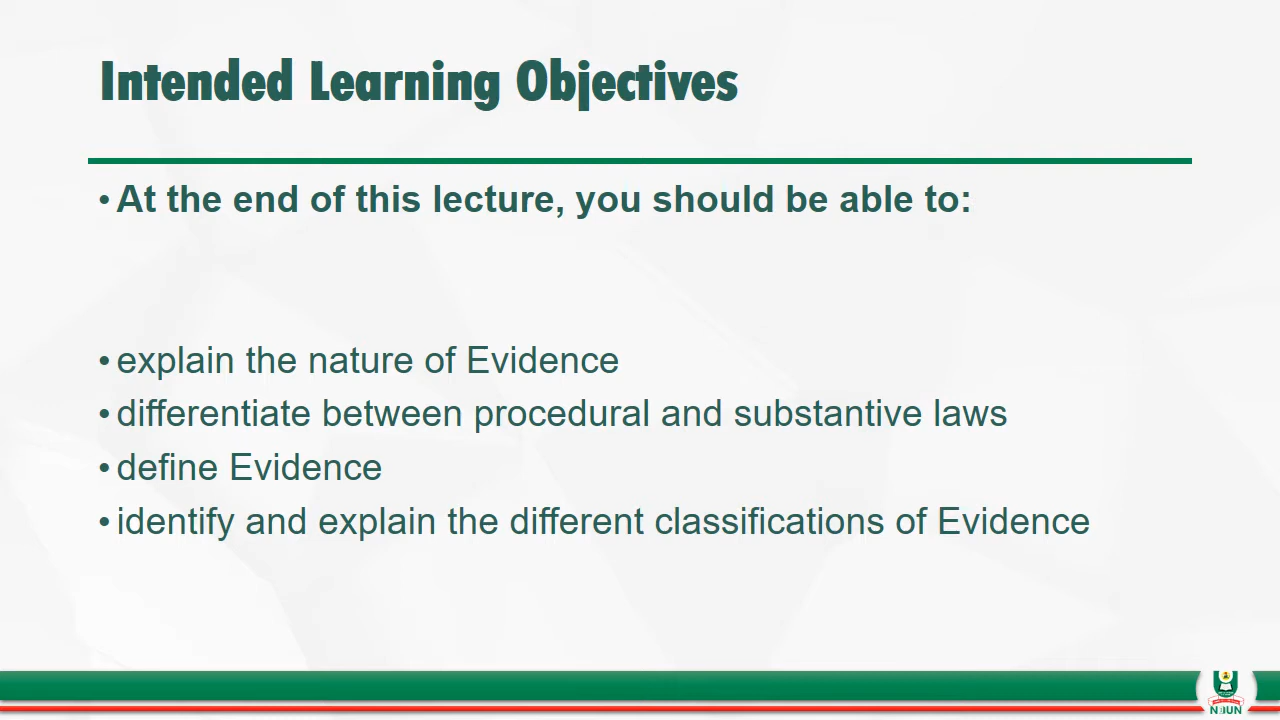 Intended Learning Objectives
• At the end of this lecture, you should be able to:
• explain the nature of Evidence
• differentiate between procedural and substantive laws
• define Evidence
• identify and explain the different classifications of Evidence
NOUN